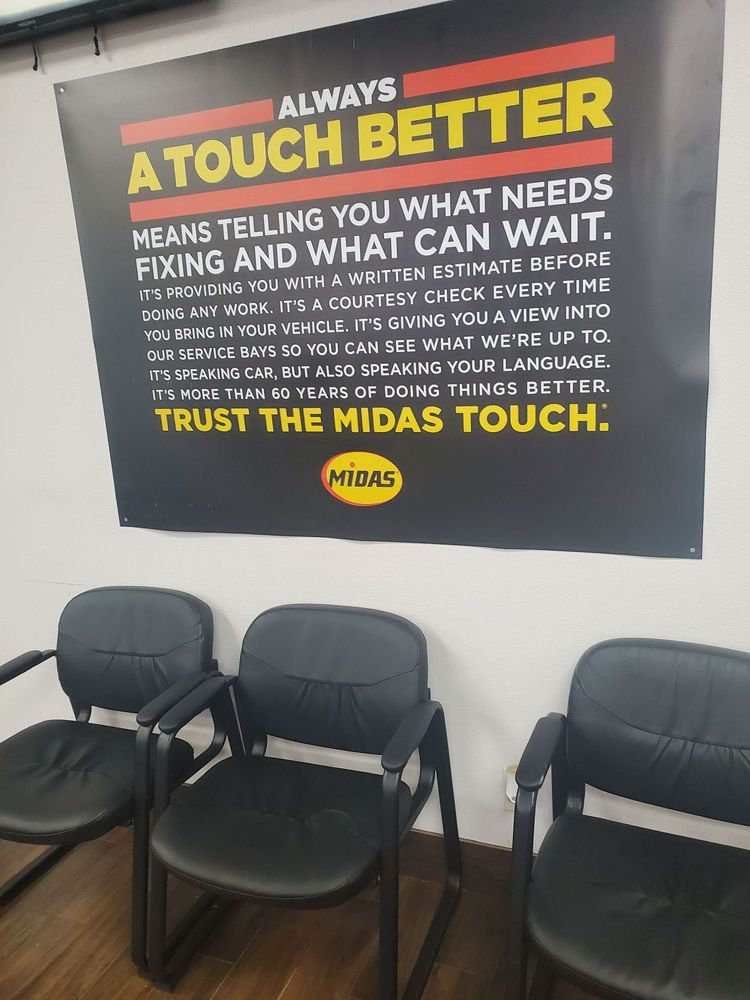 INSIGNIA
ALWAYS
A TOUCH BETTER
MEANS TELLING YOU WHAT NEEDS
FIXING AND WHAT CAN WAIT.
IT'S PROVIDING YOU WITH A WRITTEN ESTIMATE BEFORE
DOING ANY WORK. IT'S A COURTESY CHECK EVERY TIME
YOU BRING IN YOUR VEHICLE. IT'S GIVING YOU A VIEW INTO
OUR SERVICE BAYS SO YOU CAN SEE WHAT WE'RE UP TO.
IT'S SPEAKING CAR, BUT ALSO SPEAKING YOUR LANGUAGE.
IT'S MORE THAN 60 YEARS OF DOING THINGS BETTER.
TRUST THE MIDAS TOUCH.®
MiDAS